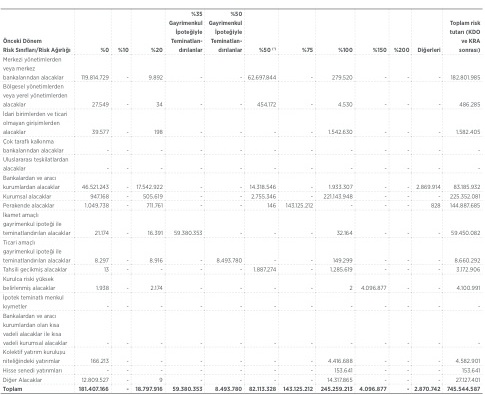 Önceki Dönem
Risk Sınıfları/Risk Ağırlığı %0 %10 %20 %35 Gayrimenkul İpoteğiyle Teminatlandırılanlar %50 Gayrimenkul İpoteğiyle Teminatlandırılanlar %50 (*) %75 %100 %150 %200 Diğerleri Toplam risk tutarı (KDO ve KRA sonrası)
Merkezi yönetimlerden
veya merkez
bankalarından alacaklar 119.814.729 - 9.892 - - 62.697.844 - 279.520 - - - 182.801.985
Bölgesel yönetimlerden
veya yerel yönetimlerden
alacaklar 27.549 - 34 - - 454.172 - 4.530 - - - 486.285
İdari birimlerden ve ticari
olmayan girişimlerden
alacaklar 39.577 - 198 - - - - 1.542.630 - - - 1.582.405
Çok taraflı kalkınma
bankalarından alacaklar - - - - - - - - - - - -
Uluslararası teşkilatlardan
alacaklar - - - - - - - - - - - -
Bankalardan ve aracı
kurumlardan alacaklar 46.521.243 - 17.542.922 - - 14.318.546 - 1.933.307 - - 2.869.914 83.185.932
Kurumsal alacaklar 947.168 - 505.619 - - 2.755.346 - 221.143.948 - - - 225.352.081
Perakende alacaklar 1.049.738 - 711.761 - - 146 143.125.212 - - - 828 144.887.685
İkamet amaçlı
gayrimenkul ipoteği ile
teminatlandırılan alacaklar 21.174 - 16.391 59.380.353 - - - 32.164 - - - 59.450.082
Ticari amaçlı
gayrimenkul ipoteği ile
teminatlandırılan alacaklar 8.297 - 8.916 - 8.493.780 - - 149.299 - - - 8.660.292
Tahsili gecikmiş alacaklar 13 - - - - 1.887.274 - 1.285.619 - - - 3.172.906
Kurulca riski yüksek
belirlenmiş alacaklar 1.938 - 2.174 - - - - 2 4.096.877 - - 4.100.991
İpotek teminatlı menkul
kıymetler - - - - - - - - - - - -
Bankalardan ve aracı
kurumlardan olan kısa
vadeli alacaklar ile kısa
vadeli kurumsal alacaklar - - - - - - - - - - - -
Kolektif yatırım kuruluşu
niteliğindeki yatırımlar 166.213 - - - - - - 4.416.688 - - - 4.582.901
Hisse senedi yatırımları - - - - - - - 153.641 - - - 153.641
Diğer Alacaklar 12.809.527 - 9 - - - - 14.317.865 - - - 27.127.401
Toplam 181.407.166 - 18.797.916 59.380.353 8.493.780 82.113.328 143.125.212 245.259.213 4.096.877 - 2.870.742 745.544.587